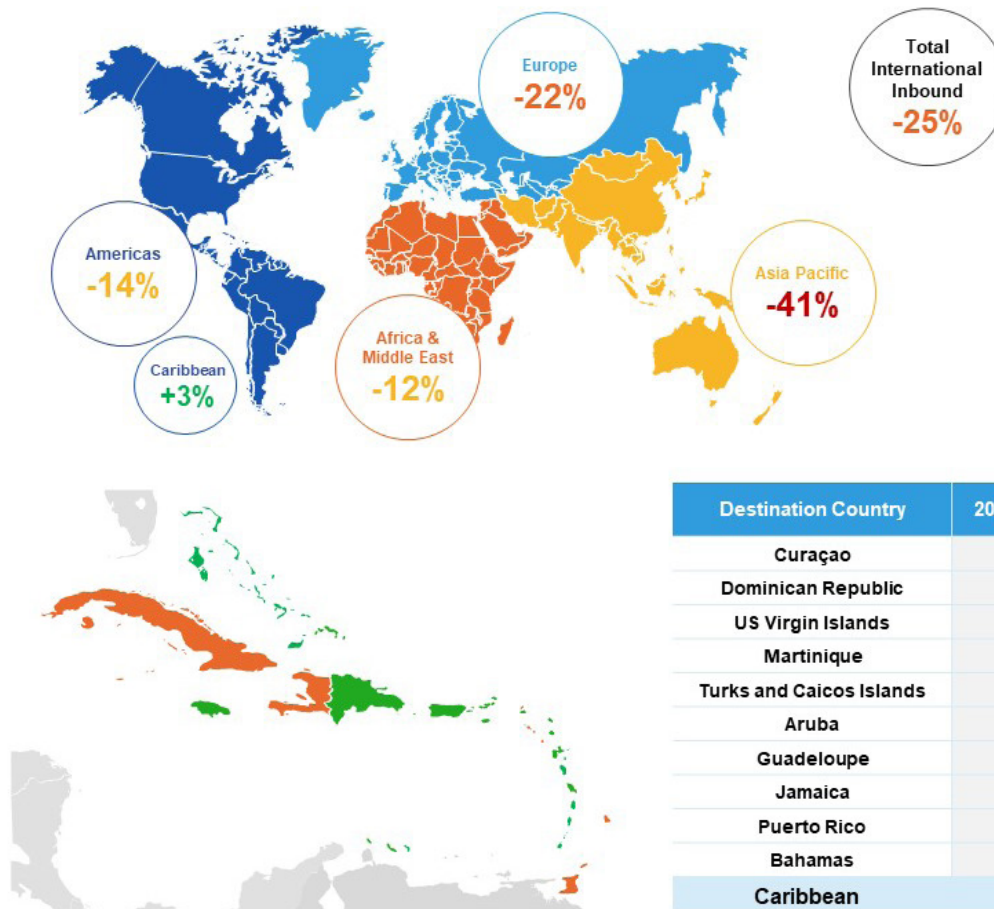 Europe
-22%
Total
International
Inbound
-25%
Americas
-14%
Asia Pacific
-41%
Africa &
Middle East
-12%
Caribbean
+3%
Destination Country 20
Curaçao
Dominican Republic
US Virgin Islands
Martinique
Turks and Caicos Islands
Aruba
Guadeloupe
Jamaica
Puerto Rico
Bahamas
Caribbean